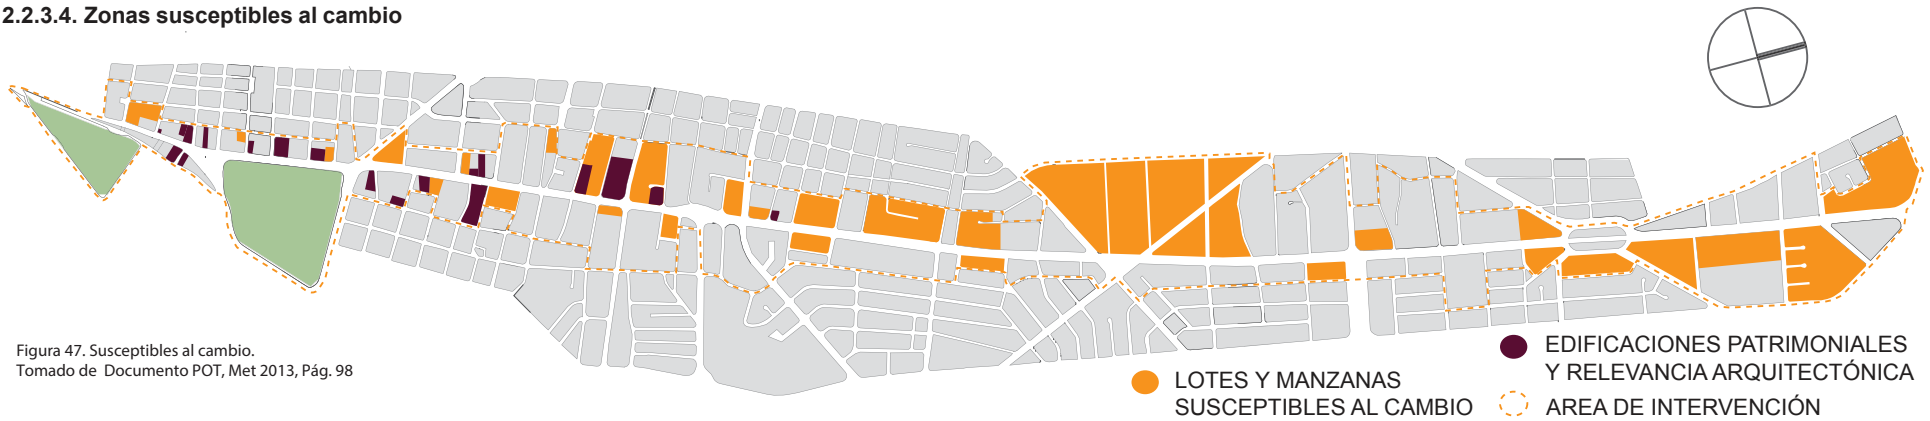 2.2.3.4. Zonas susceptibles al cambio
Figura 47. Susceptibles al cambio.
Tomado de Documento POT, Met 2013, Pág. 98
LOTES Y MANZANAS
SUSCEPTIBLES AL CAMBIO
EDIFICACIONES PATRIMONIALES
Y RELEVANCIA ARQUITECTÓNICA
AREA DE INTERVENCIÓN